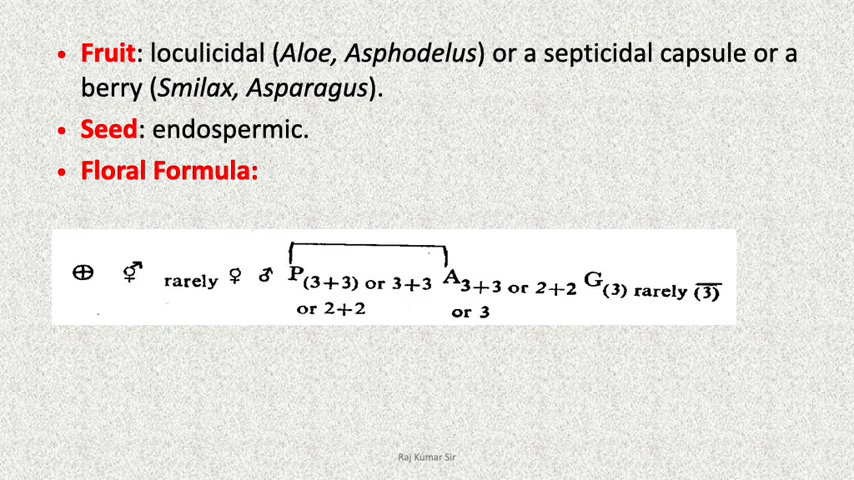 • Fruit: loculicidal (Aloe, Asphodelus) or a septicidal capsule or a
berry (Smilax, Asparagus).
• Seed: endospermic.
• Floral Formula:
⊕ ⚥ rarely ♀ ♂ P(3+3) or 3+3 A3+3 or 2+2 G(3) rarely (3)
or 2+2 or 3
Raj Kumar Sir